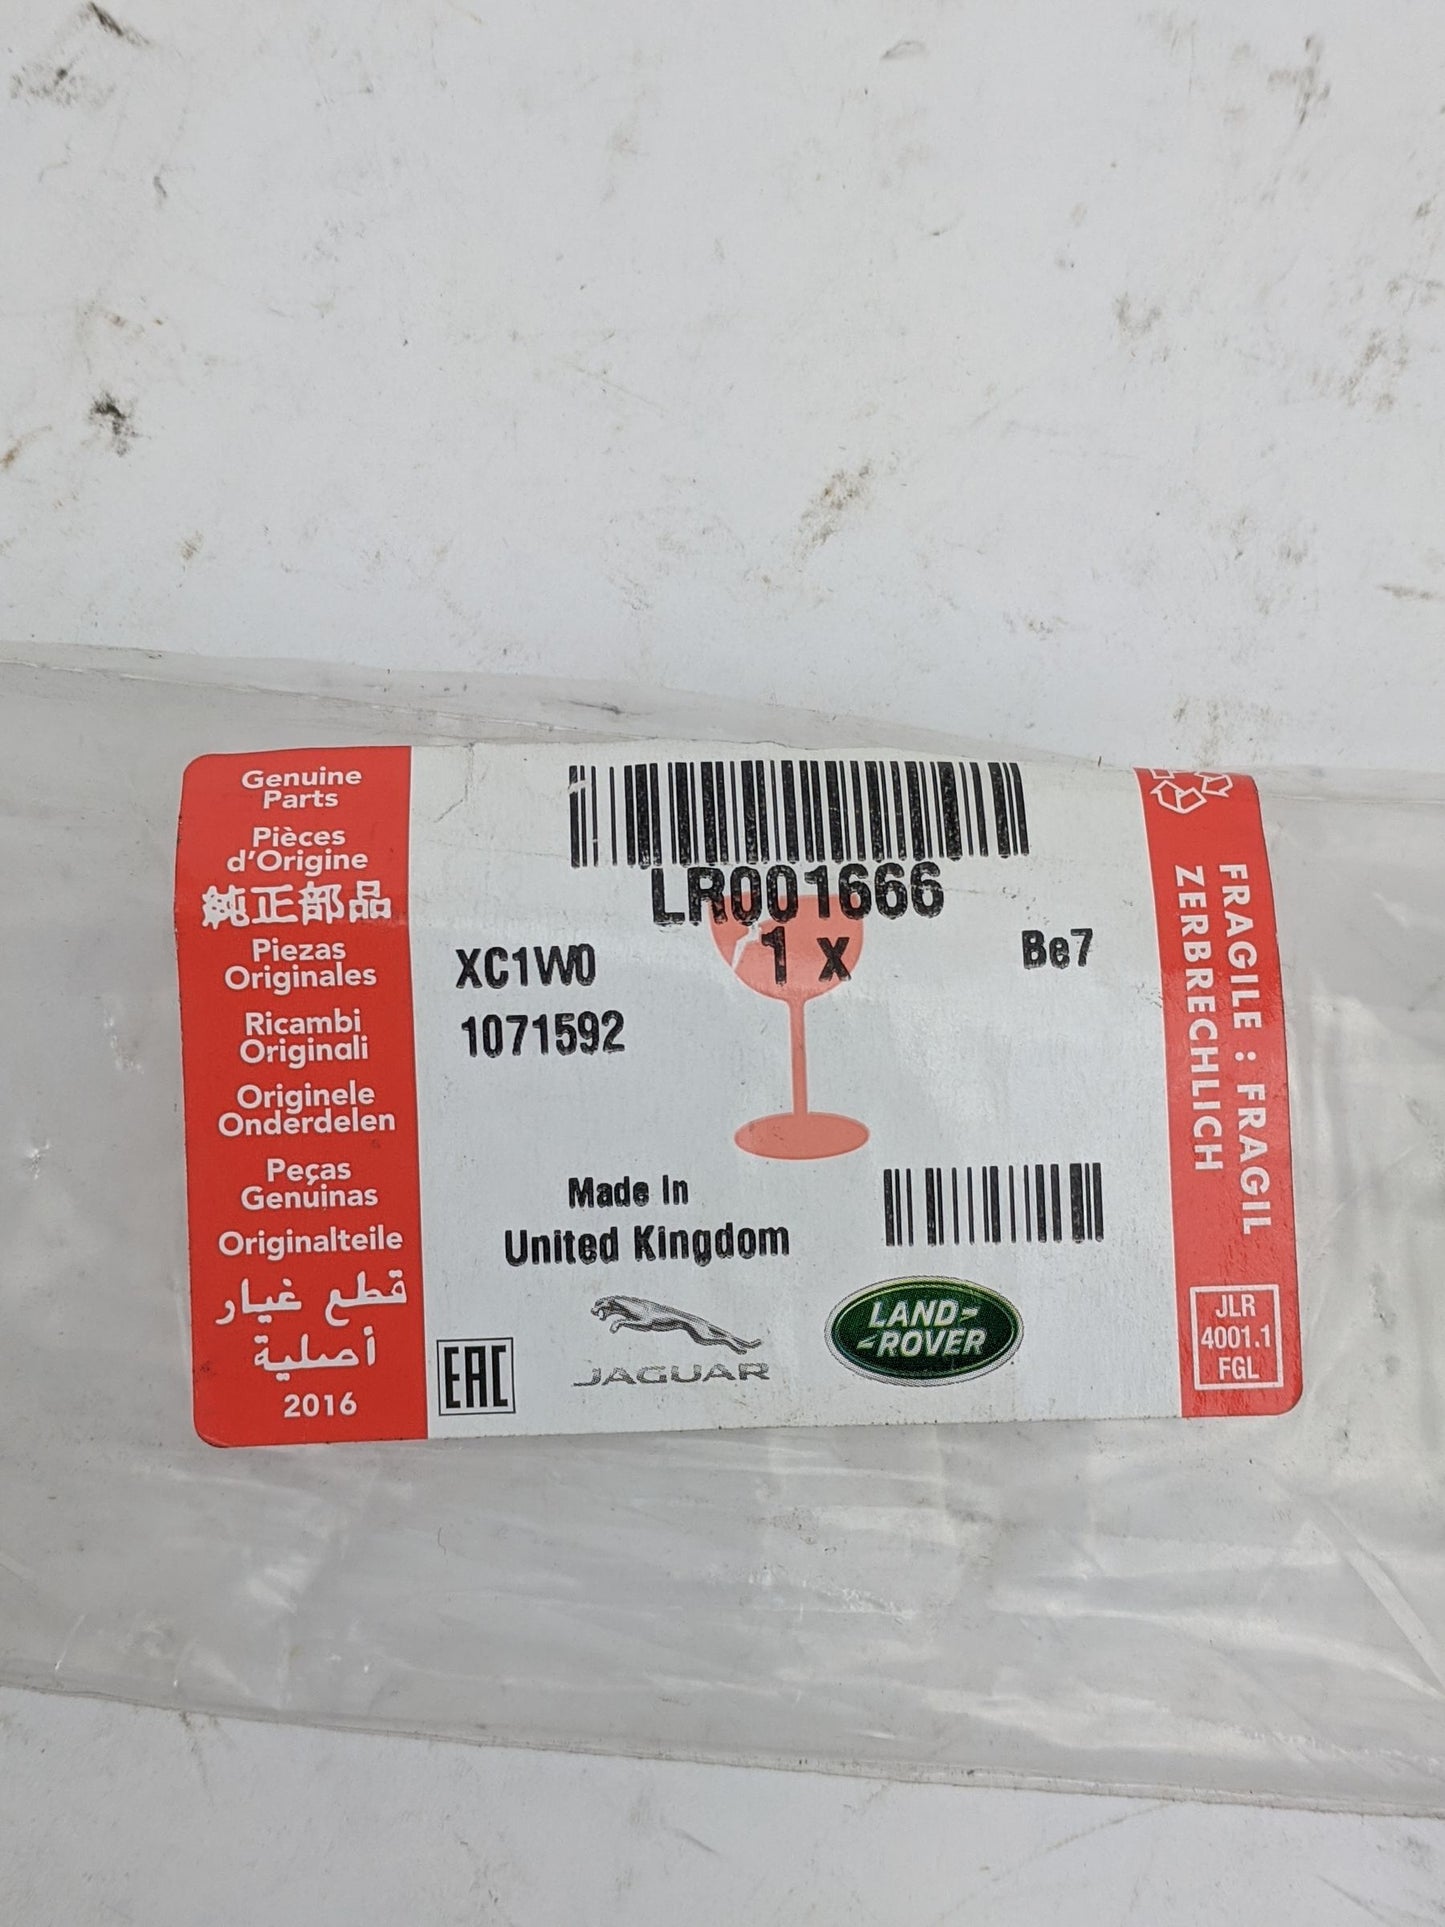 Genuine
Parts
Pièces
d'Origine
純正部品
Piezas
Originales
Ricambi
Originali
Originele
Onderdelen
Peças
Genuinas
Originalteile
قطع غيار
أصلية
2016
LR001666
1 x
XC1W0
Be7
1071592
Made In
United Kingdom
EAC
JAGUAR
LAND-
-ROVER
FRAGILE : FRAGIL
ZERBRECHLICH
JLR
4001.1
FGL